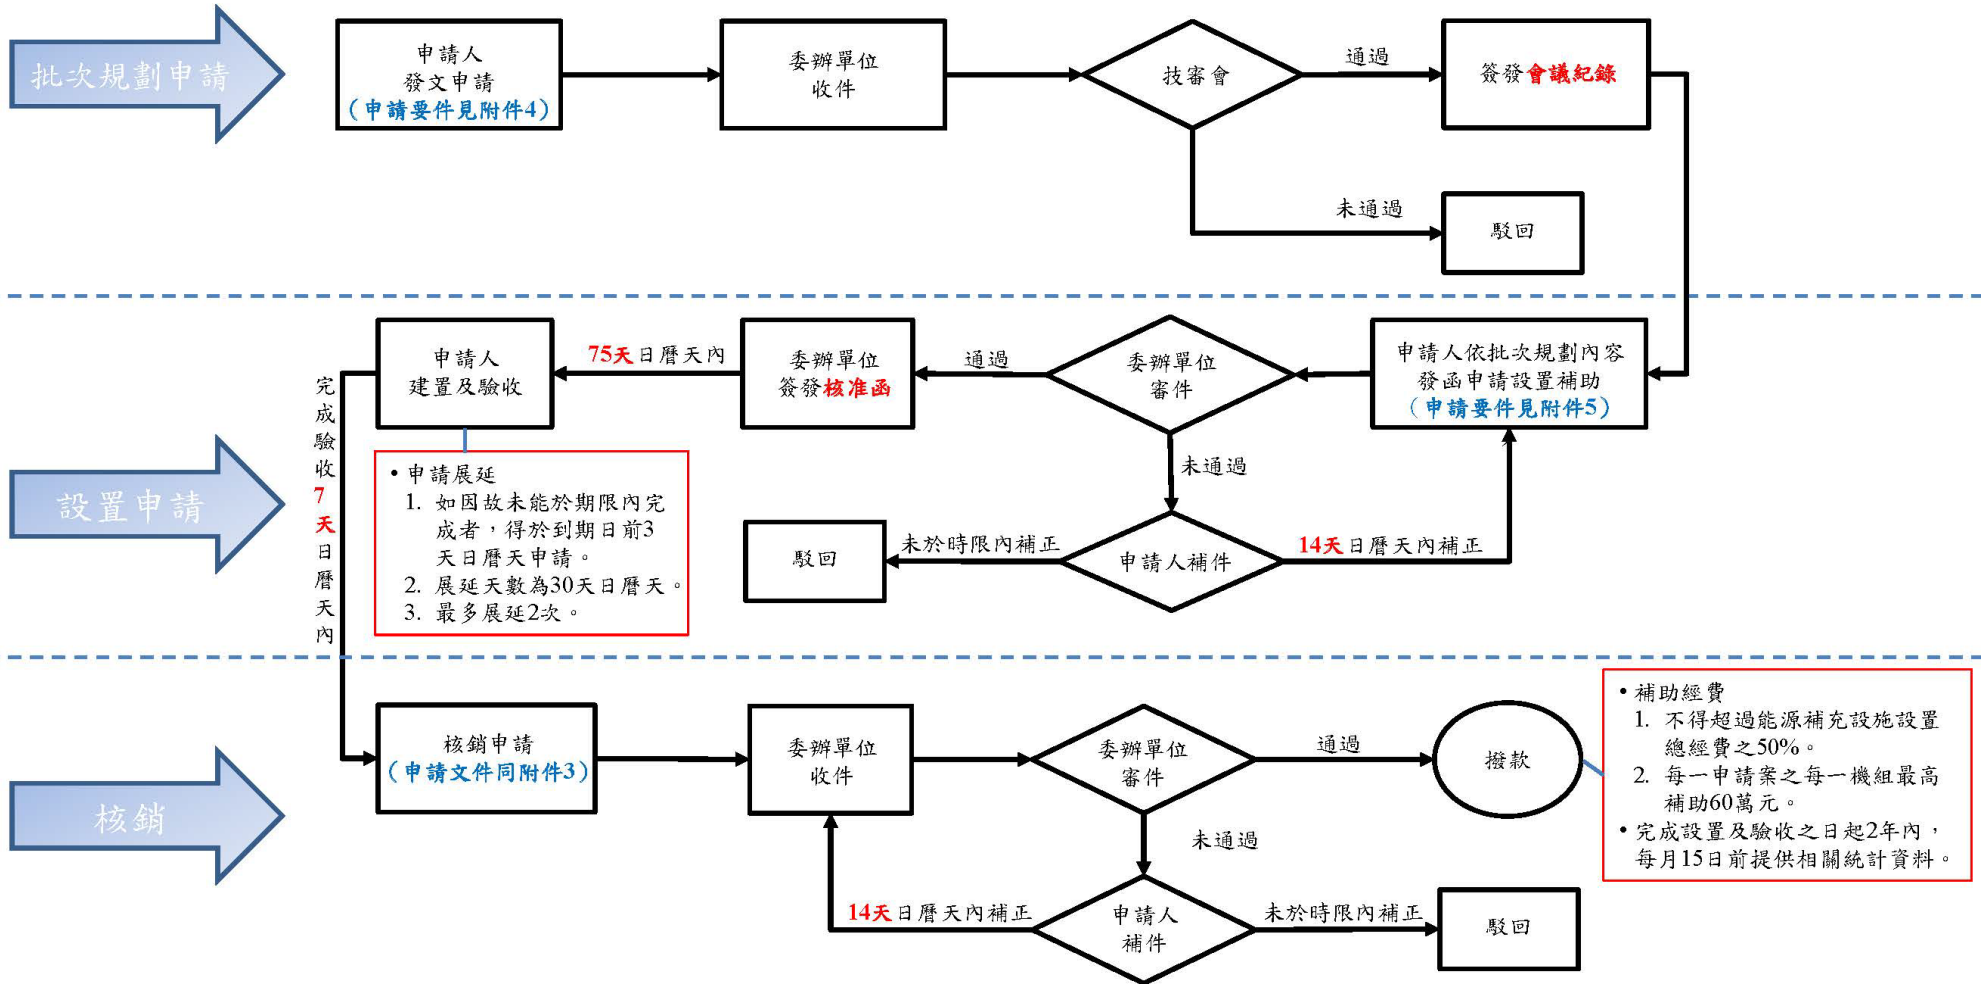 批次規劃申請
申請人
發文申請
（申請要件見附件4）
委辦單位
收件
技審會
通過
簽發會議紀錄
未通過
駁回
設置申請
申請人依批次規劃內容
發函申請設置補助
（申請要件見附件5）
委辦單位
審件
通過
委辦單位
簽發核准函
75天日曆天內
申請人
建置及驗收
未通過
申請人補件
14天日曆天內補正
未於時限內補正
駁回
• 申請展延
1. 如因故未能於期限內完
成者，得於到期日前3
天日曆天申請。
2. 展延天數為30天日曆天。
3. 最多展延2次。
完成驗收7天日曆天內
核銷
核銷申請
（申請文件同附件3）
委辦單位
收件
委辦單位
審件
通過
撥款
• 補助經費
1. 不得超過能源補充設施設置
總經費之50%。
2. 每一申請案之每一機組最高
補助60萬元。
• 完成設置及驗收之日起2年內，
每月15日前提供相關統計資料。
未通過
申請人
補件
14天日曆天內補正
未於時限內補正
駁回